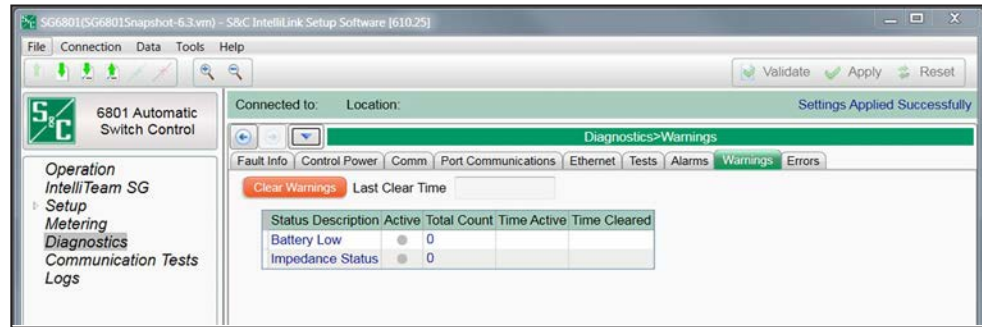 SG6801(SG6801Snapshot-6.3.vm) - S&C IntelliLink Setup Software [610.25]
File Connection Data Tools Help
Validate Apply Reset
S&C
6801 Automatic
Switch Control
Connected to: Location: Settings Applied Successfully
Diagnostics>Warnings
Fault Info Control Power Comm Port Communications Ethernet Tests Alarms Warnings Errors
Operation
IntelliTeam SG
Setup
Metering
Diagnostics
Communication Tests
Logs
Clear Warnings Last Clear Time
Status Description Active Total Count Time Active Time Cleared
Battery Low 0
Impedance Status 0